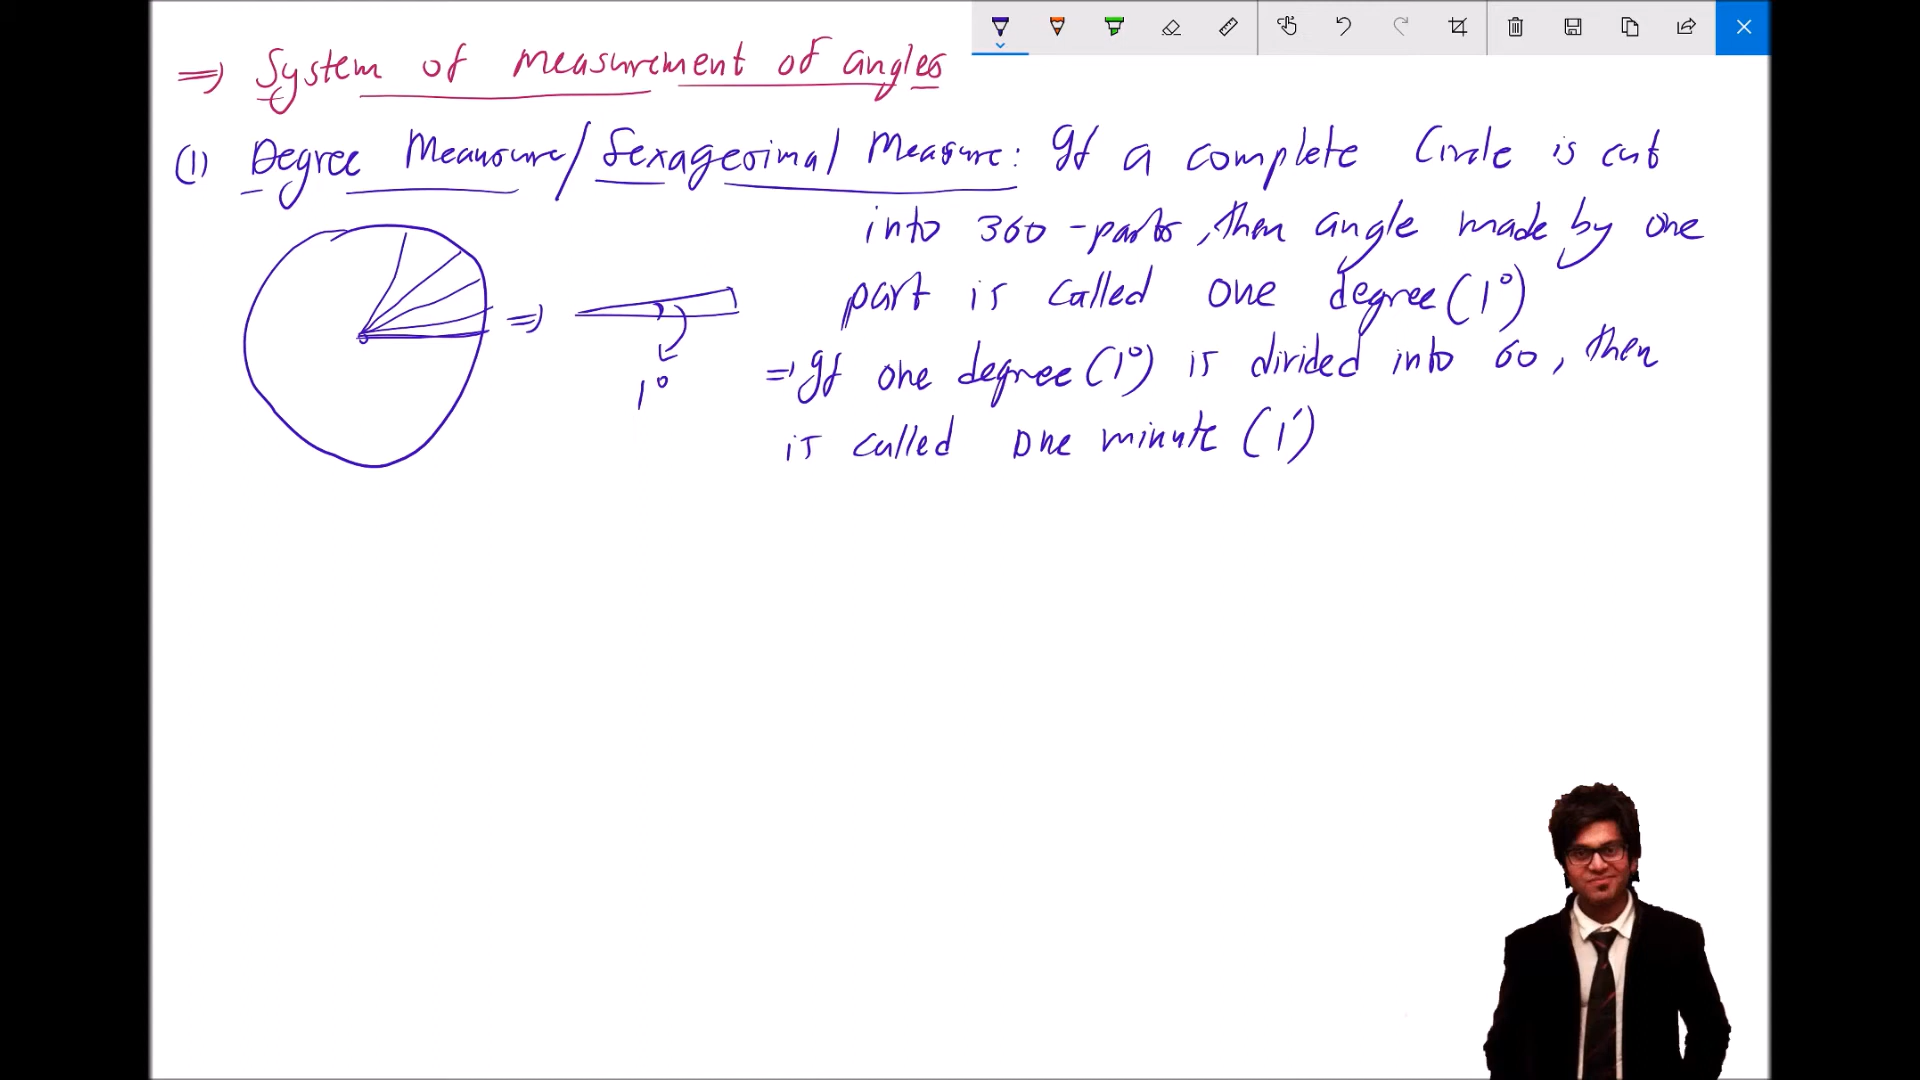 => System of measurement of angles
(1) Degree Measure/Sexagesimal Measure: If a complete Circle is cut
into 360-parts, then angle made by one
part is called one degree (1°)
=> If one degree (1°) is divided into 60, then
is called one minute (1')
1°